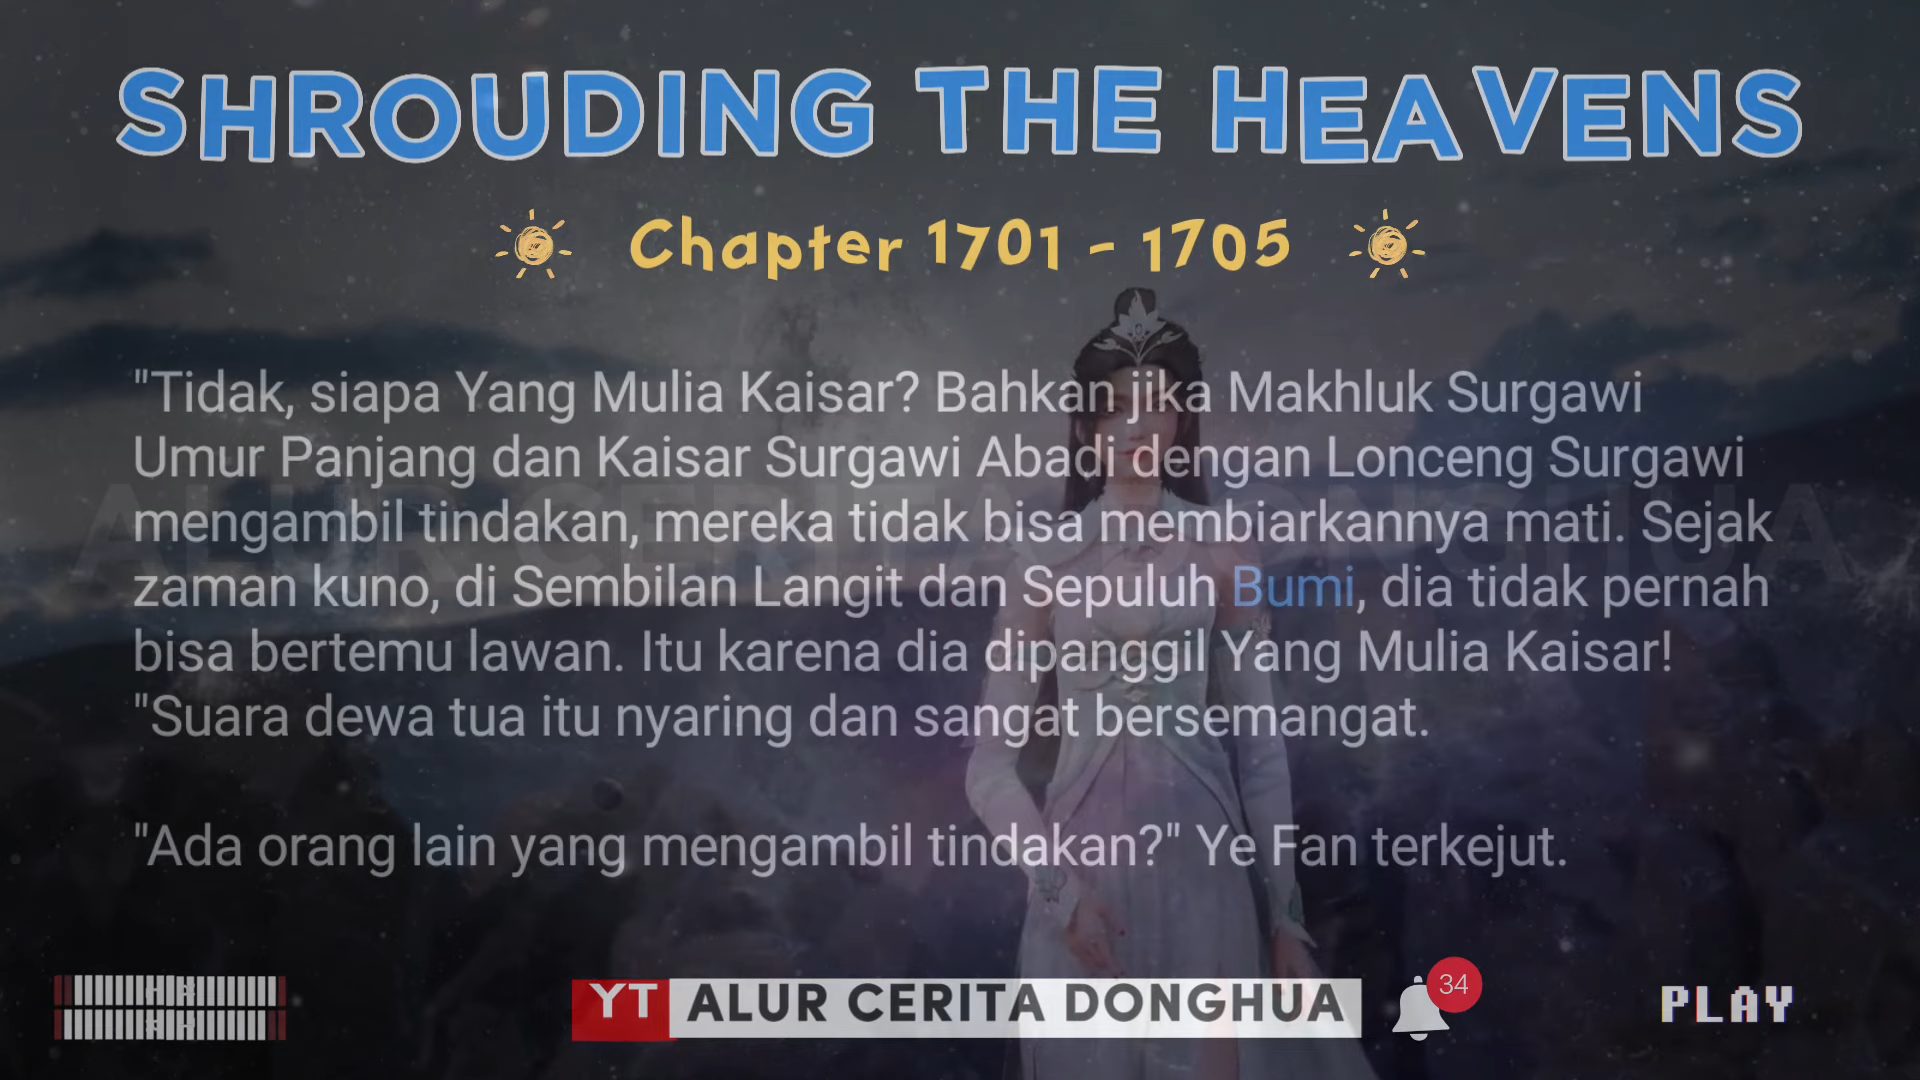 SHROUDING THE HEAVENS
Chapter 1701 - 1705
"Tidak, siapa Yang Mulia Kaisar? Bahkan jika Makhluk Surgawi
Umur Panjang dan Kaisar Surgawi Abadi dengan Lonceng Surgawi
mengambil tindakan, mereka tidak bisa membiarkannya mati. Sejak
zaman kuno, di Sembilan Langit dan Sepuluh Bumi, dia tidak pernah
bisa bertemu lawan. Itu karena dia dipanggil Yang Mulia Kaisar!
"Suara dewa tua itu nyaring dan sangat bersemangat.
"Ada orang lain yang mengambil tindakan?" Ye Fan terkejut.
ALUR CERITA DONGHUA
YT ALUR CERITA DONGHUA
34
PLAY